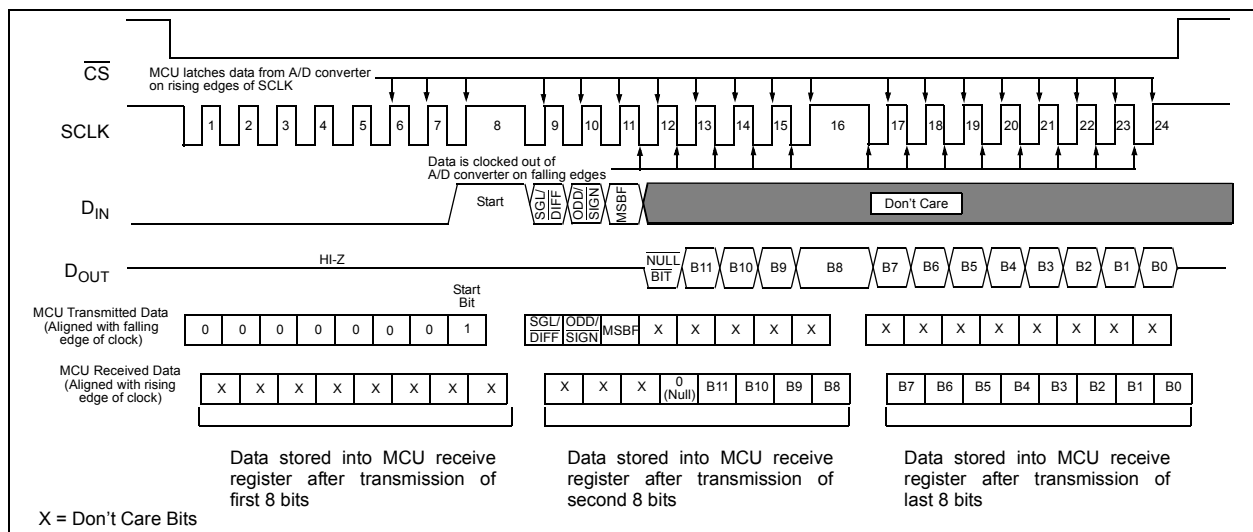 CS
MCU latches data from A/D converter
on rising edges of SCLK
SCLK
1 2 3 4 5 6 7 8 9 10 11 12 13 14 15 16 17 18 19 20 21 22 23 24
Data is clocked out of
A/D converter on falling edges
DIN
Start
SGL/
DIFF
ODD/
SIGN
MSBF
Don't Care
DOUT
HI-Z
NULL
BIT
B11 B10 B9 B8 B7 B6 B5 B4 B3 B2 B1 B0
Start
Bit
MCU Transmitted Data
(Aligned with falling
edge of clock)
0 0 0 0 0 0 0 1
SGL/
DIFF
ODD/
SIGN
MSBF X X X X X
X X X X X X X X
MCU Received Data
(Aligned with rising
edge of clock)
X X X X X X X X
X X X 0
(Null)
B11 B10 B9 B8
B7 B6 B5 B4 B3 B2 B1 B0
Data stored into MCU receive
register after transmission of
first 8 bits
Data stored into MCU receive
register after transmission of
second 8 bits
Data stored into MCU receive
register after transmission of
last 8 bits
X = Don't Care Bits